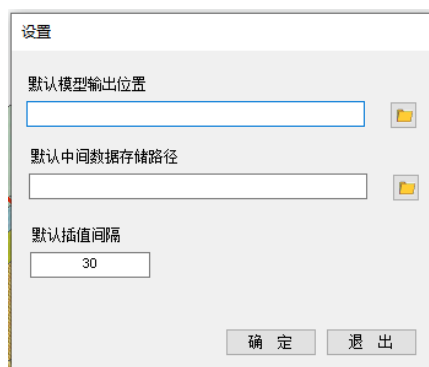 设置
默认模型输出位置
默认中间数据存储路径
默认插值间隔
30
确 定 退 出